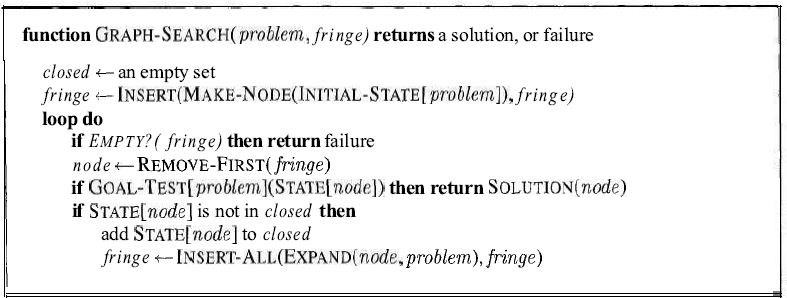 function GRAPH-SEARCH(problem, fringe) returns a solution, or failure
closed ← an empty set
fringe ← INSERT(MAKE-NODE(INITIAL-STATE[problem]), fringe)
loop do
if EMPTY?( fringe) then return failure
node ← REMOVE-FIRST(fringe)
if GOAL-TEST[problem](STATE[node]) then return SOLUTION(node)
if STATE[node] is not in closed then
add STATE[node] to closed
fringe ← INSERT-ALL(EXPAND(node, problem), fringe)